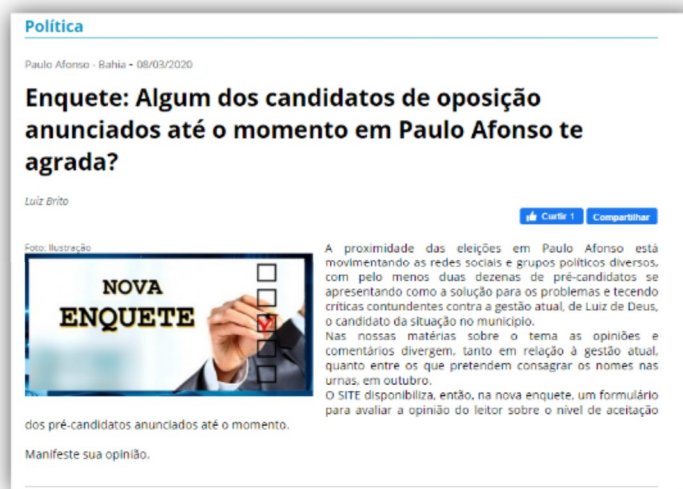 Política
Paulo Afonso - Bahia - 08/03/2020
Enquete: Algum dos candidatos de oposição
anunciados até o momento em Paulo Afonso te
agrada?
Luiz Brito
Curtir 1 Compartilhar
Foto: Ilustração
NOVA
ENQUETE
A proximidade das eleições em Paulo Afonso está
movimentando as redes sociais e grupos políticos diversos,
com pelo menos duas dezenas de pré-candidatos se
apresentando como a solução para os problemas e tecendo
críticas contundentes contra a gestão atual, de Luiz de Deus,
o candidato da situação no município.
Nas nossas matérias sobre o tema as opiniões e
comentários divergem, tanto em relação à gestão atual,
quanto entre os que pretendem consagrar os nomes nas
urnas, em outubro.
O SITE disponibiliza, então, na nova enquete, um formulário
para avaliar a opinião do leitor sobre o nível de aceitação
dos pré-candidatos anunciados até o momento.
Manifeste sua opinião.